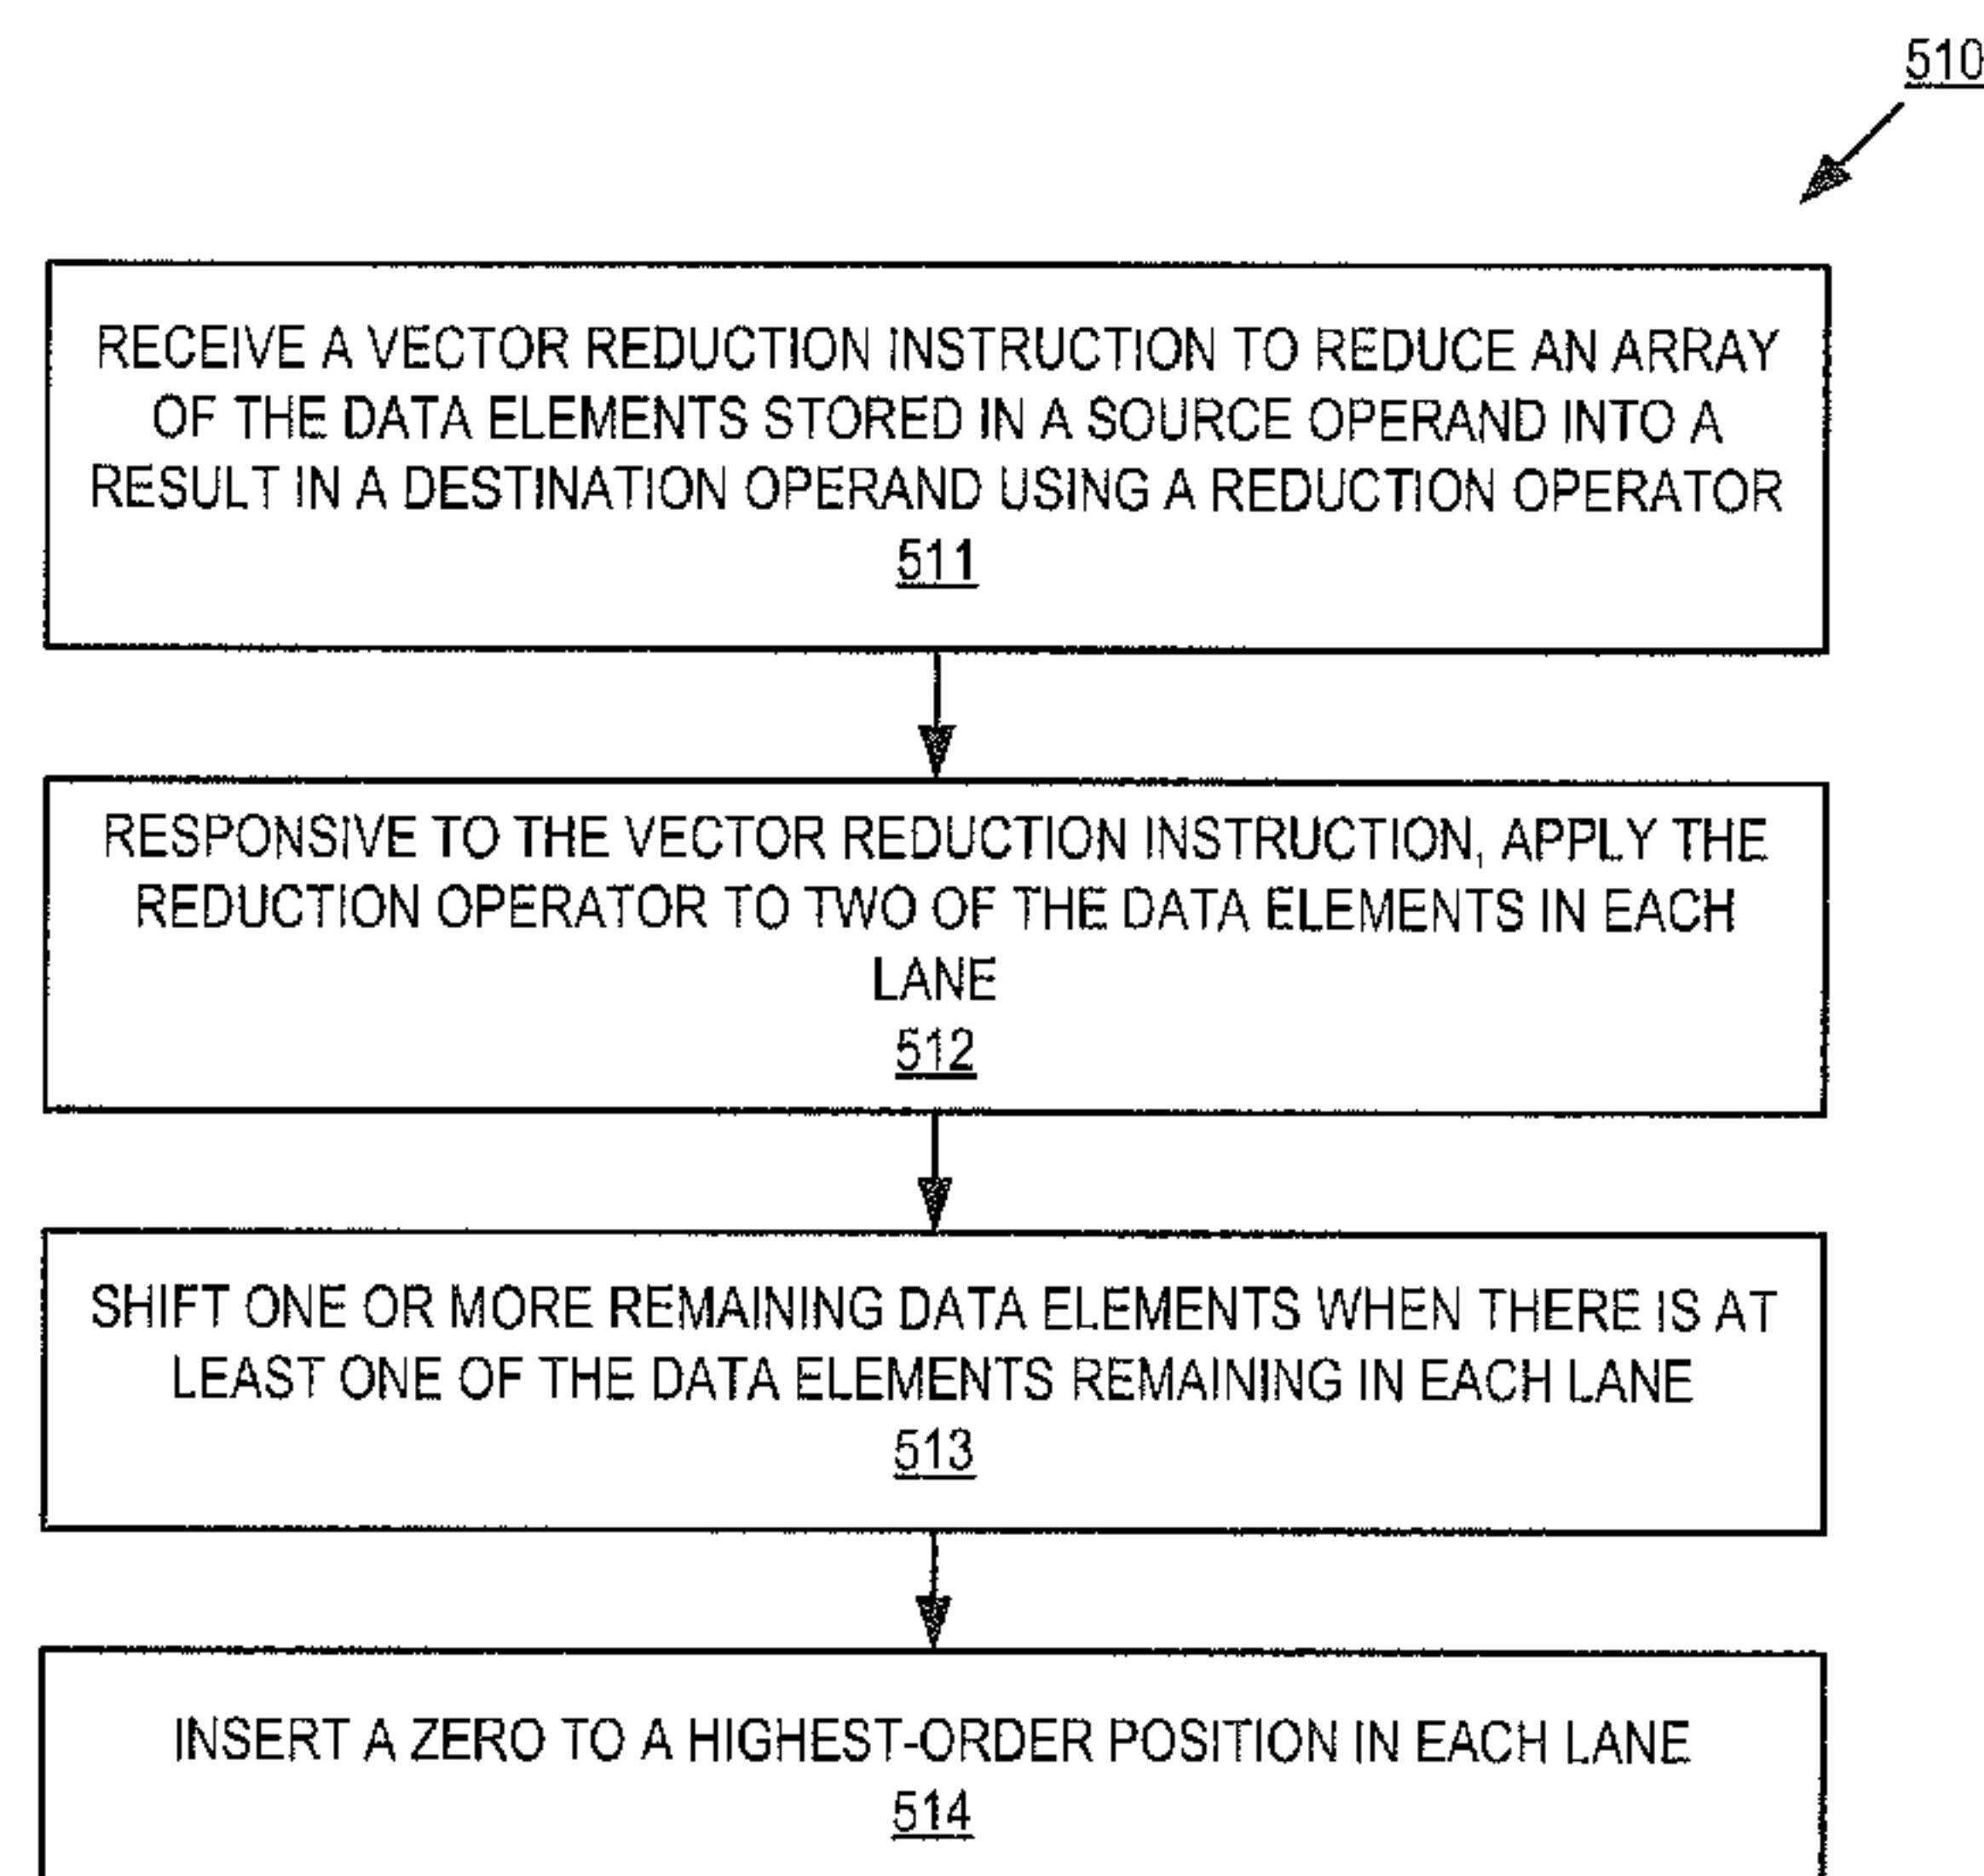 510
RECEIVE A VECTOR REDUCTION INSTRUCTION TO REDUCE AN ARRAY
OF THE DATA ELEMENTS STORED IN A SOURCE OPERAND INTO A
RESULT IN A DESTINATION OPERAND USING A REDUCTION OPERATOR
511
RESPONSIVE TO THE VECTOR REDUCTION INSTRUCTION, APPLY THE
REDUCTION OPERATOR TO TWO OF THE DATA ELEMENTS IN EACH
LANE
512
SHIFT ONE OR MORE REMAINING DATA ELEMENTS WHEN THERE IS AT
LEAST ONE OF THE DATA ELEMENTS REMAINING IN EACH LANE
513
INSERT A ZERO TO A HIGHEST-ORDER POSITION IN EACH LANE
514